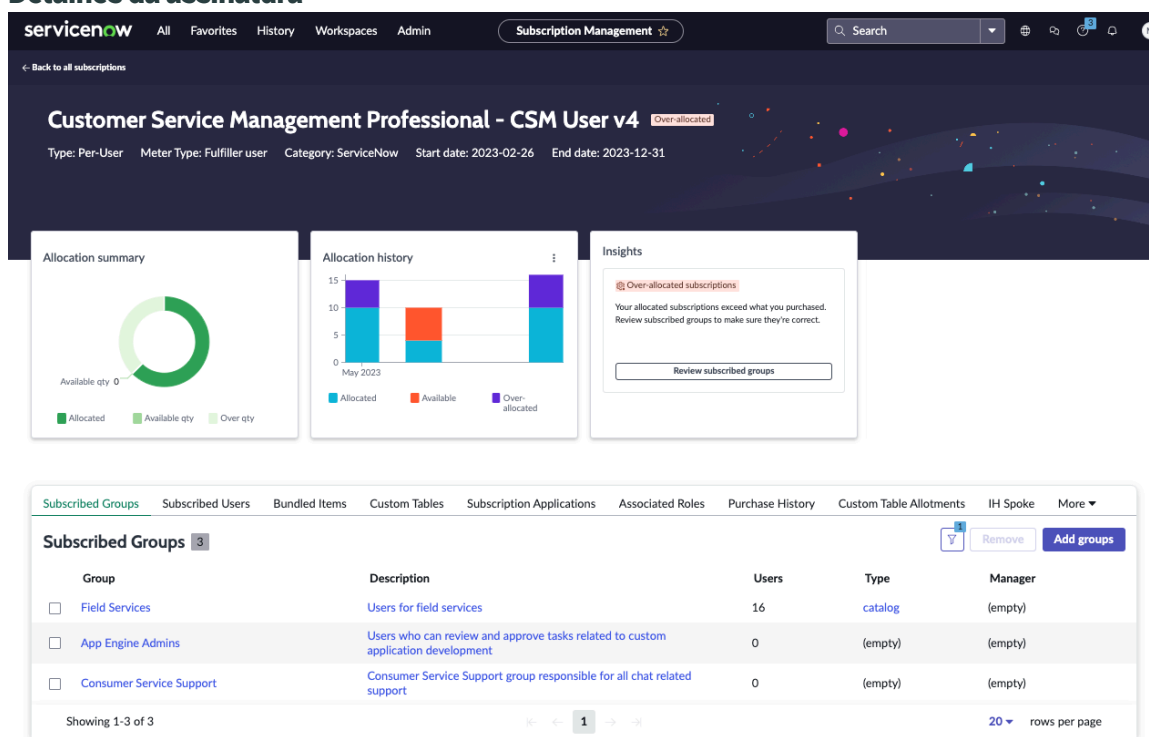 Detalhes da assinatura
servicenow All Favorites History Workspaces Admin Subscription Management Search 3
Back to all subscriptions
Customer Service Management Professional - CSM User v4 Over-allocated
Type: Per-User Meter Type: Fulfiller user Category: ServiceNow Start date: 2023-02-26 End date: 2023-12-31
Allocation summary
Available qty 0
Allocated Available qty Over qty
Allocation history
15
10
5
0
May 2023
Allocated Available Over-
allocated
Insights
Over-allocated subscriptions
Your allocated subscriptions exceed what you purchased.
Review subscribed groups to make sure they're correct.
Review subscribed groups
Subscribed Groups Subscribed Users Bundled Items Custom Tables Subscription Applications Associated Roles Purchase History Custom Table Allotments IH Spoke More
Subscribed Groups 3 1 Remove Add groups
Group Description Users Type Manager
Field Services Users for field services 16 catalog (empty)
App Engine Admins Users who can review and approve tasks related to custom
application development 0 (empty) (empty)
Consumer Service Support Consumer Service Support group responsible for all chat related
support 0 (empty) (empty)
Showing 1-3 of 3 1 20 rows per page